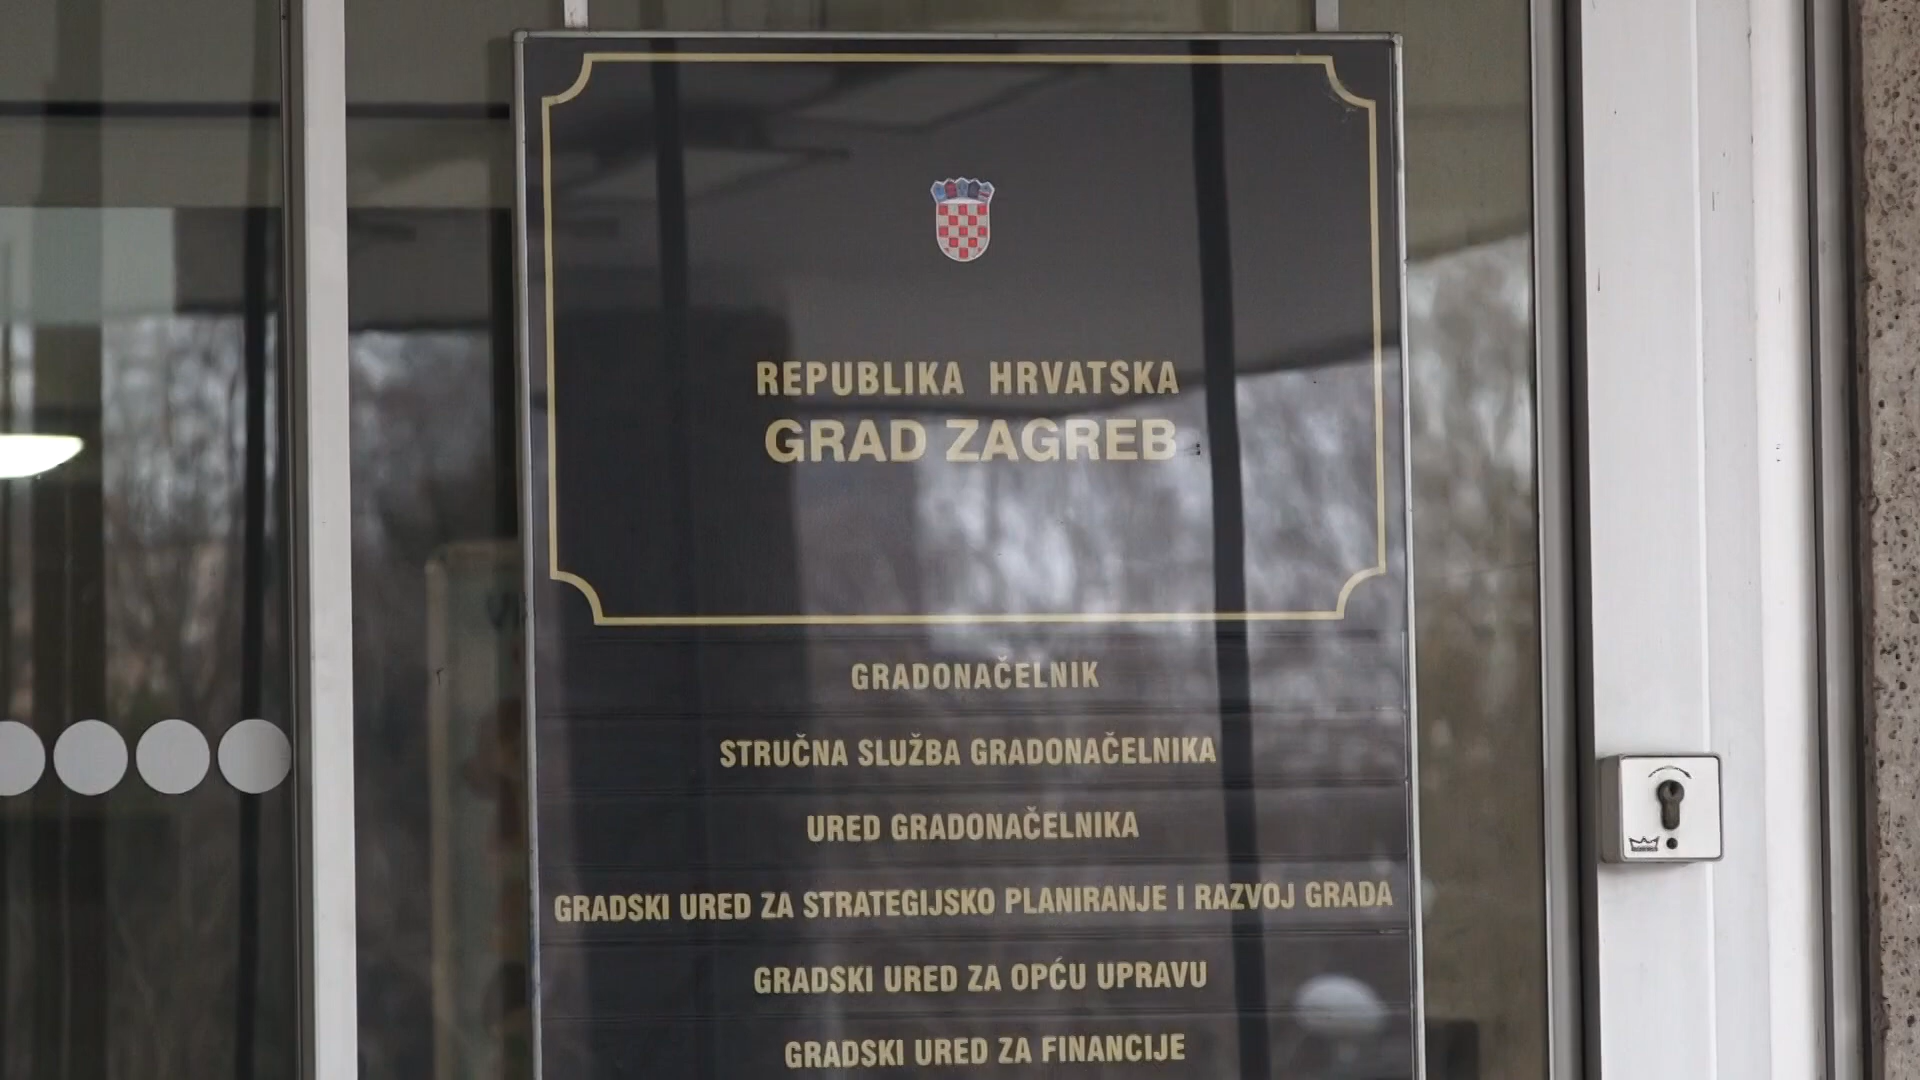 REPUBLIKA HRVATSKA
GRAD ZAGREB
GRADONAČELNIK
STRUČNA SLUŽBA GRADONAČELNIKA
URED GRADONAČELNIKA
GRADSKI URED ZA STRATEGIJSKO PLANIRANJE I RAZVOJ GRADA
GRADSKI URED ZA OPĆU UPRAVU
GRADSKI URED ZA FINANCIJE